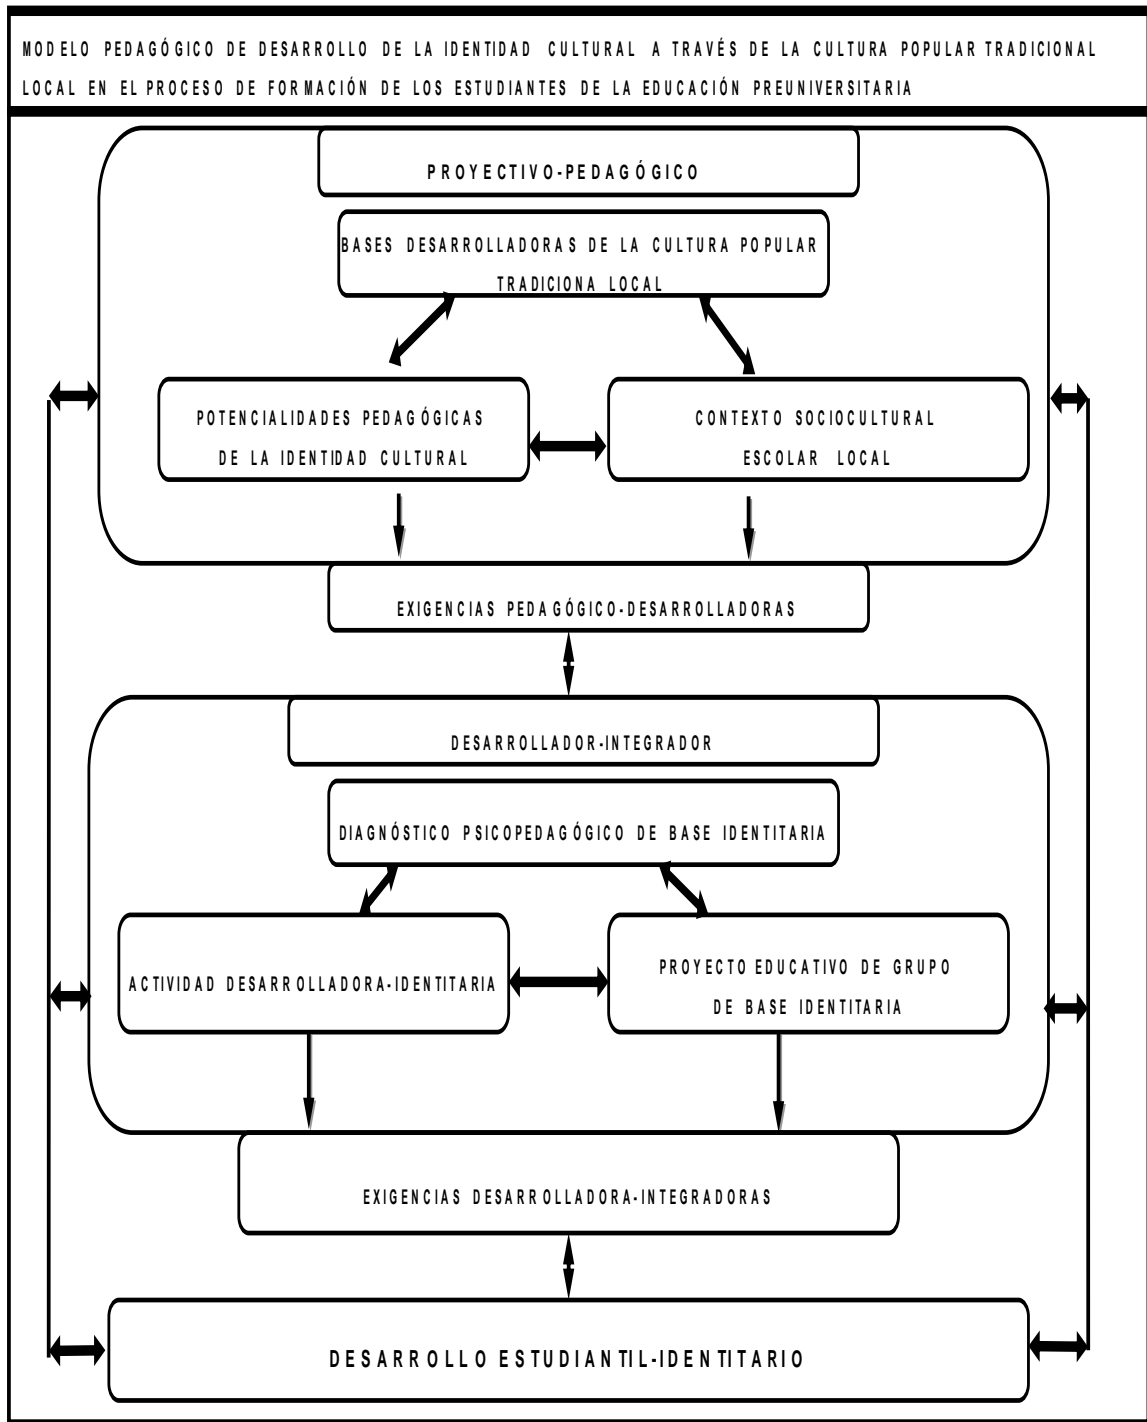 MODELO PEDAGÓGICO DE DESARROLLO DE LA IDENTIDAD CULTURAL A TRAVÉS DE LA CULTURA POPULAR TRADICIONAL
LOCAL EN EL PROCESO DE FORMACIÓN DE LOS ESTUDIANTES DE LA EDUCACIÓN PREUNIVERSITARIA
PROYECTIVO-PEDAGÓGICO
BASES DESARROLLADORAS DE LA CULTURA POPULAR
TRADICIONA LOCAL
POTENCIALIDADES PEDAGÓGICAS
DE LA IDENTIDAD CULTURAL
CONTEXTO SOCIOCULTURAL
ESCOLAR LOCAL
EXIGENCIAS PEDAGÓGICO-DESARROLLADORAS
DESARROLLADOR-INTEGRADOR
DIAGNÓSTICO PSICOPEDAGÓGICO DE BASE IDENTITARIA
ACTIVIDAD DESARROLLADORA-IDENTITARIA
PROYECTO EDUCATIVO DE GRUPO
DE BASE IDENTITARIA
EXIGENCIAS DESARROLLADORA-INTEGRADORAS
DESARROLLO ESTUDIANTIL-IDENTITARIO